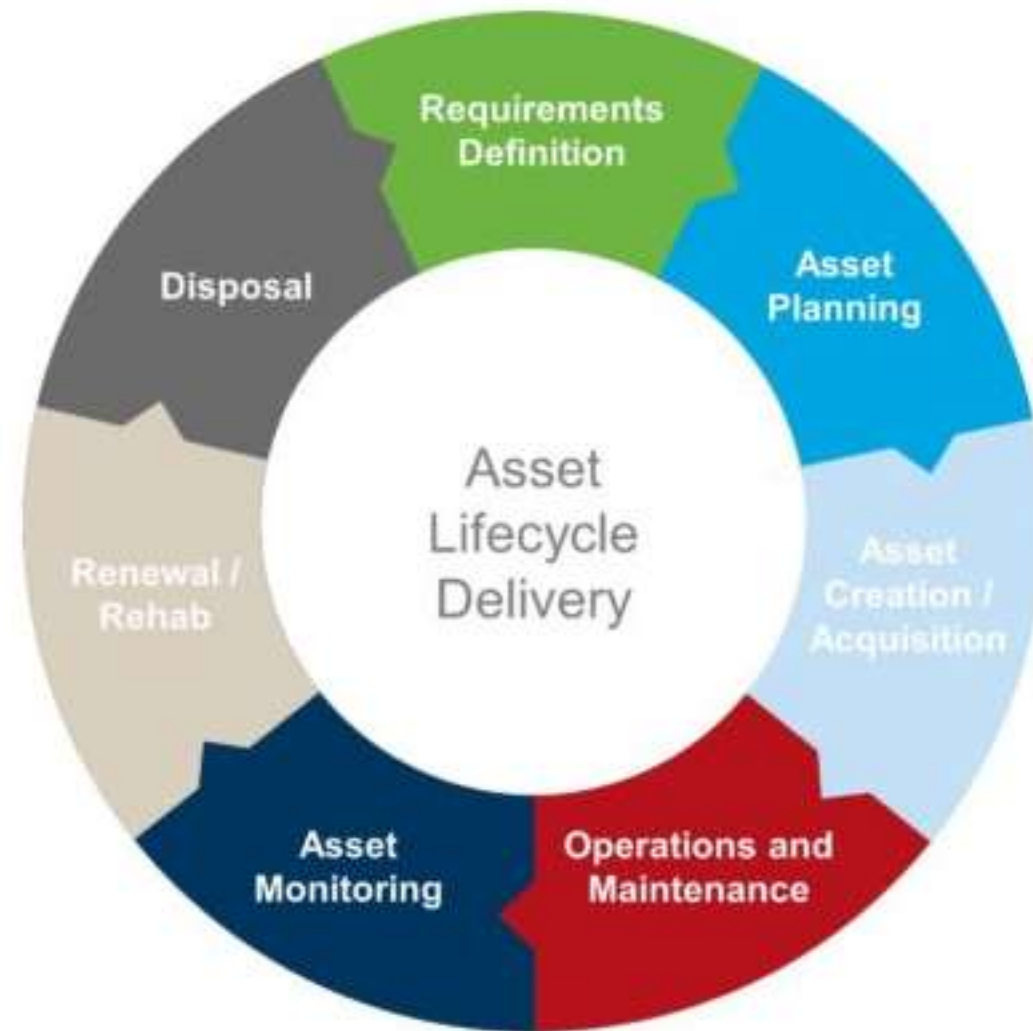 Requirements
Definition
Asset
Planning
Asset
Creation /
Acquisition
Operations and
Maintenance
Asset
Monitoring
Renewal /
Rehab
Disposal
Asset
Lifecycle
Delivery